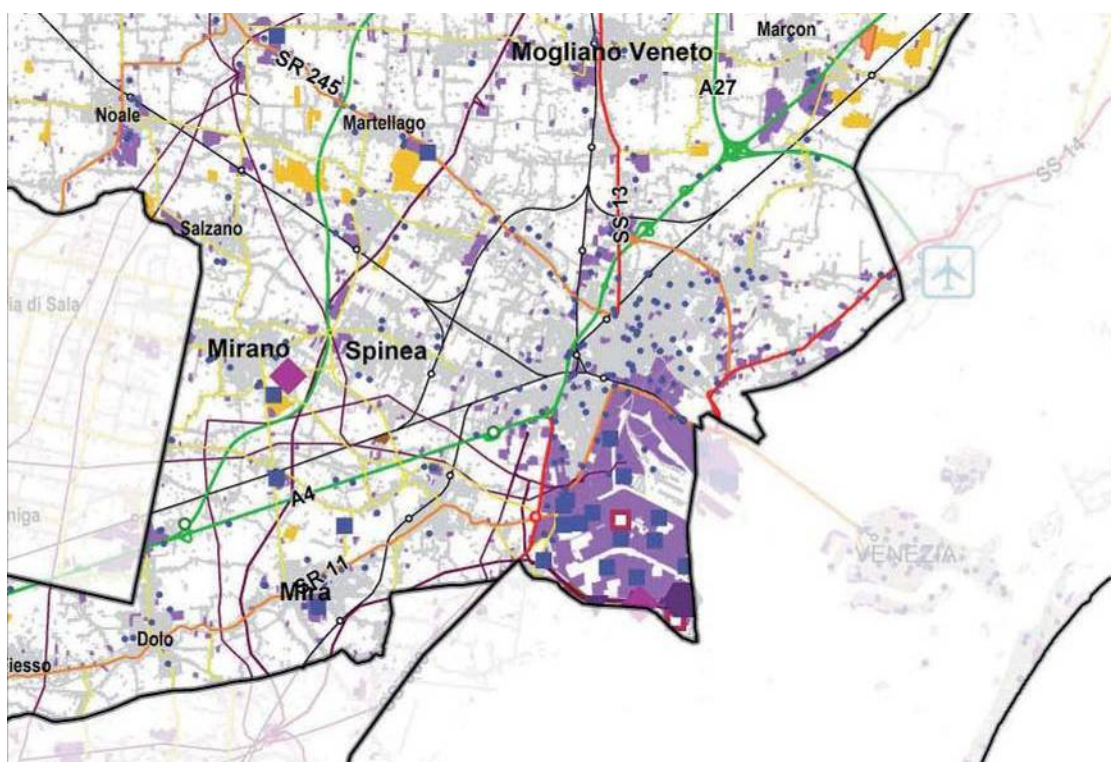 Marcon
Mogliano Veneto
SR 245
A27
Noale
Martellago
SS 14
SS 13
Salzano
ia di Sala
Mirano
Spinea
A4
niga
VENEZIA
SR 11
Mira
Dolo
iesso